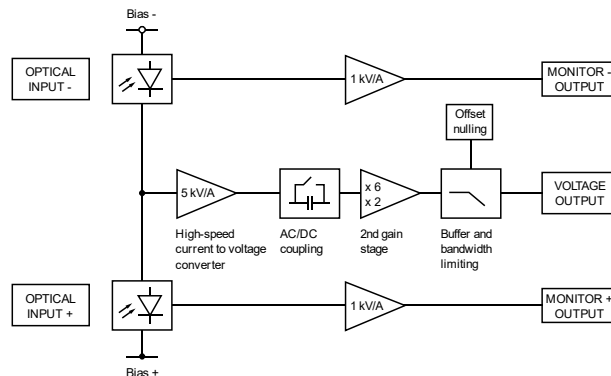 Bias -
OPTICAL
INPUT -
1 kV/A
MONITOR -
OUTPUT
Offset
nulling
5 kV/A
x 6
x 2
VOLTAGE
OUTPUT
High-speed
current to voltage
converter
AC/DC
coupling
2nd gain
stage
Buffer and
bandwidth
limiting
OPTICAL
INPUT +
1 kV/A
MONITOR +
OUTPUT
Bias +